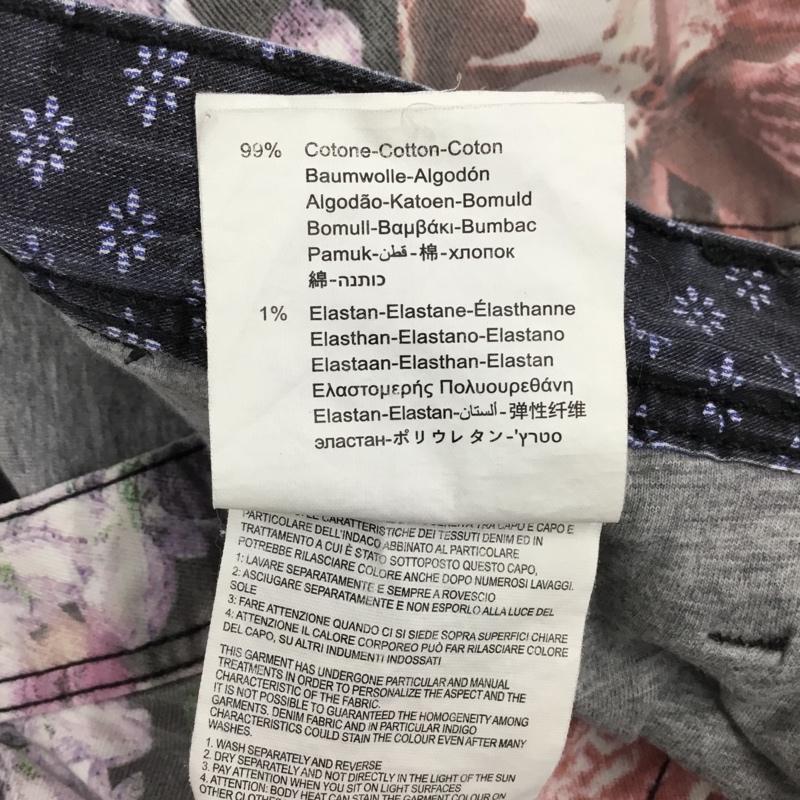 99% Cotone-Cotton-Coton
Baumwolle-Algodón
Algodão-Katoen-Bomuld
Bomull-Βαμβάκι-Bumbac
Pamuk-قطن-棉-хлопок
綿-כותנה
1% Elastan-Elastane-Élasthanne
Elasthan-Elastano-Elastano
Elastaan-Elasthan-Elastan
Ελαστομερής Πολυουρεθάνη
Elastan-Elastan-ألستان-弹性纤维
эластан-ポリウレタン-סטרץ'
CARATTERISTICHE DEI TESSUTI DENIM ED IN
PARTICOLARE DELL'INDACO ABBINATO AL PARTICOLARE
TRATTAMENTO A CUI È STATO SOTTOPOSTO QUESTO CAPO,
POTREBBE RILASCIARE COLORE ANCHE DOPO NUMEROSI LAVAGGI.
1: LAVARE SEPARATAMENTE E SEMPRE A ROVESCIO
2: ASCIUGARE SEPARATAMENTE E NON ESPORLO ALLA LUCE DEL
SOLE
3: FARE ATTENZIONE QUANDO CI SI SIEDE SOPRA SUPERFICI CHIARE
4: ATTENZIONE IL CALORE CORPOREO PUÒ FAR RILASCIARE COLORE
DEL CAPO, SU ALTRI INDUMENTI INDOSSATI
THIS GARMENT HAS UNDERGONE PARTICULAR AND MANUAL
TREATMENTS IN ORDER TO PERSONALIZE THE ASPECT AND THE
CHARACTERISTIC OF THE FABRIC.
IT IS NOT POSSIBLE TO GUARANTEED THE HOMOGENEITY AMONG
GARMENTS. DENIM FABRIC AND IN PARTICULAR INDIGO
CHARACTERISTICS COULD STAIN THE COLOUR EVEN AFTER MANY
WASHES.
1. WASH SEPARATELY AND REVERSE
2. DRY SEPARATELY AND NOT DIRECTLY IN THE LIGHT OF THE SUN
3. PAY ATTENTION WHEN YOU SIT ON LIGHT SURFACES
4. ATTENTION: BODY HEAT CAN STAIN THE GARMENT COLOUR ON
OTHER